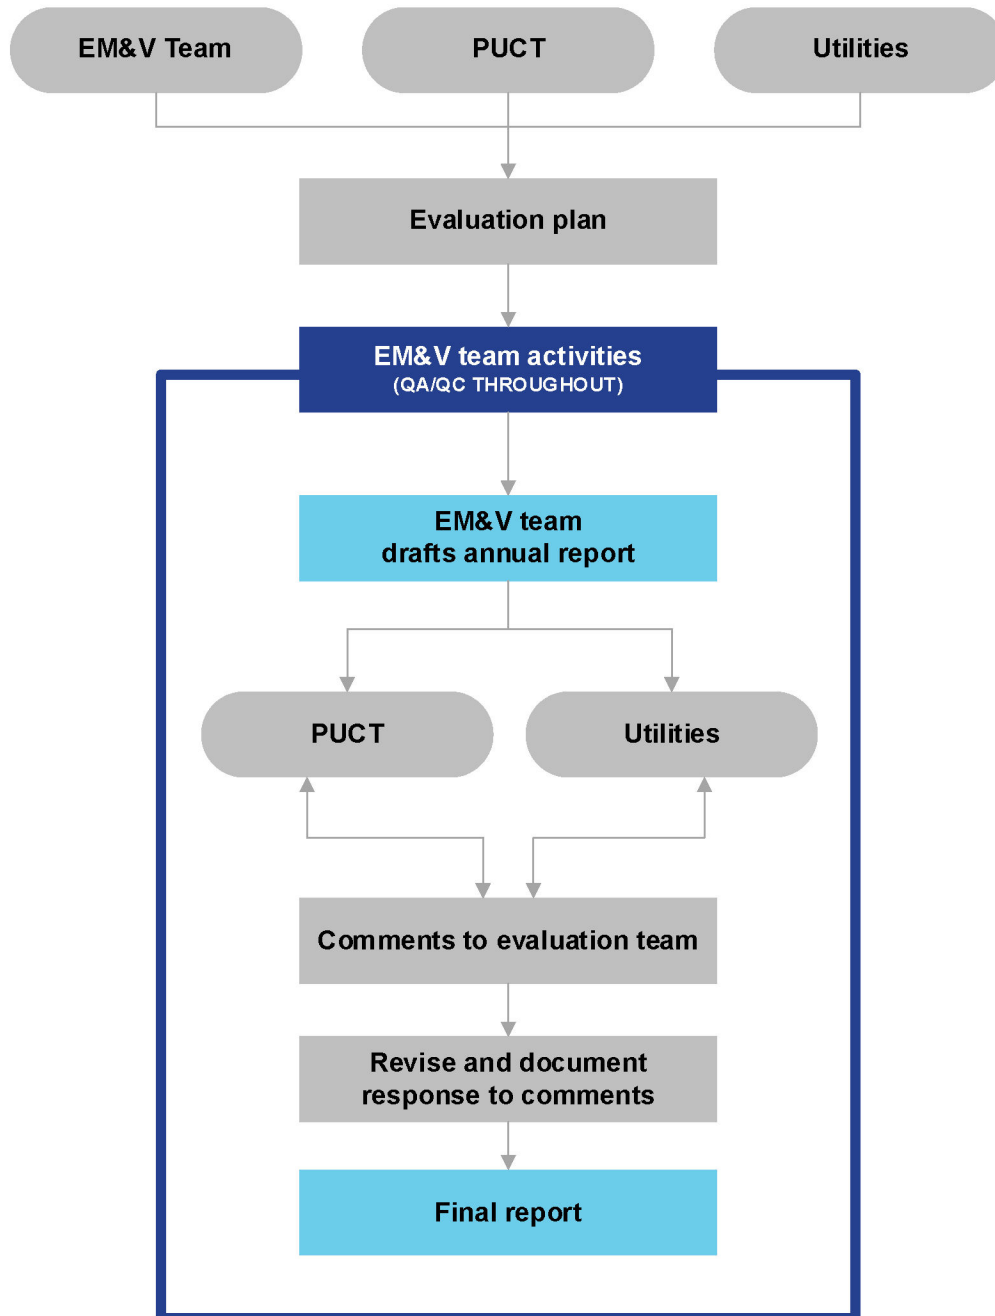 EM&V Team
PUCT
Utilities
Evaluation plan
EM&V team activities
(QA/QC THROUGHOUT)
EM&V team
drafts annual report
PUCT
Utilities
Comments to evaluation team
Revise and document
response to comments
Final report